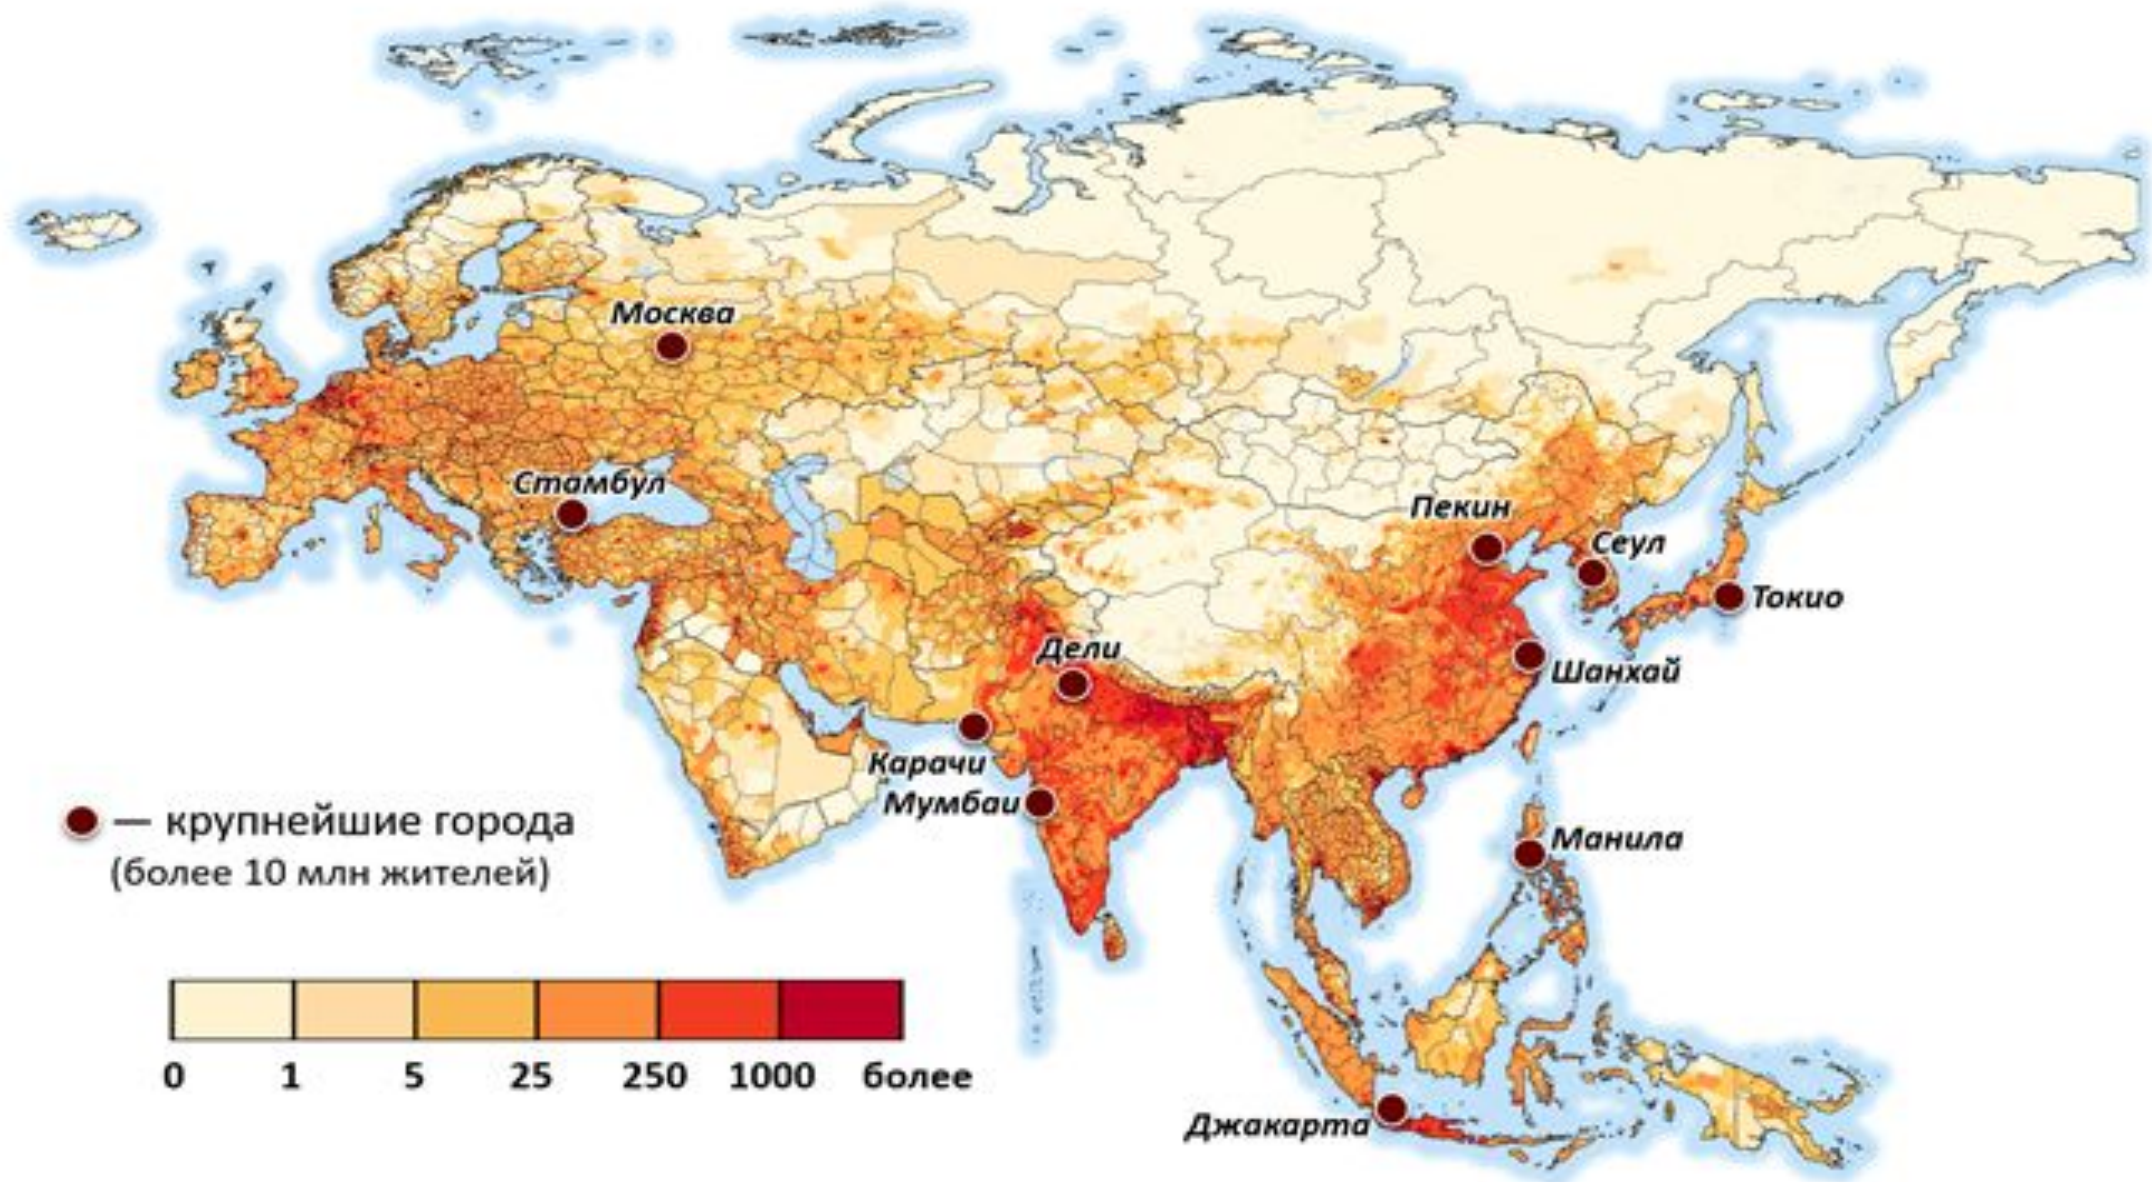 Москва
Стамбул
Пекин
Сеул
Токио
Дели
Шанхай
Карачи
Мумбаи
— крупнейшие города
(более 10 млн жителей)
Манила
0 1 5 25 250 1000 более
Джакарта